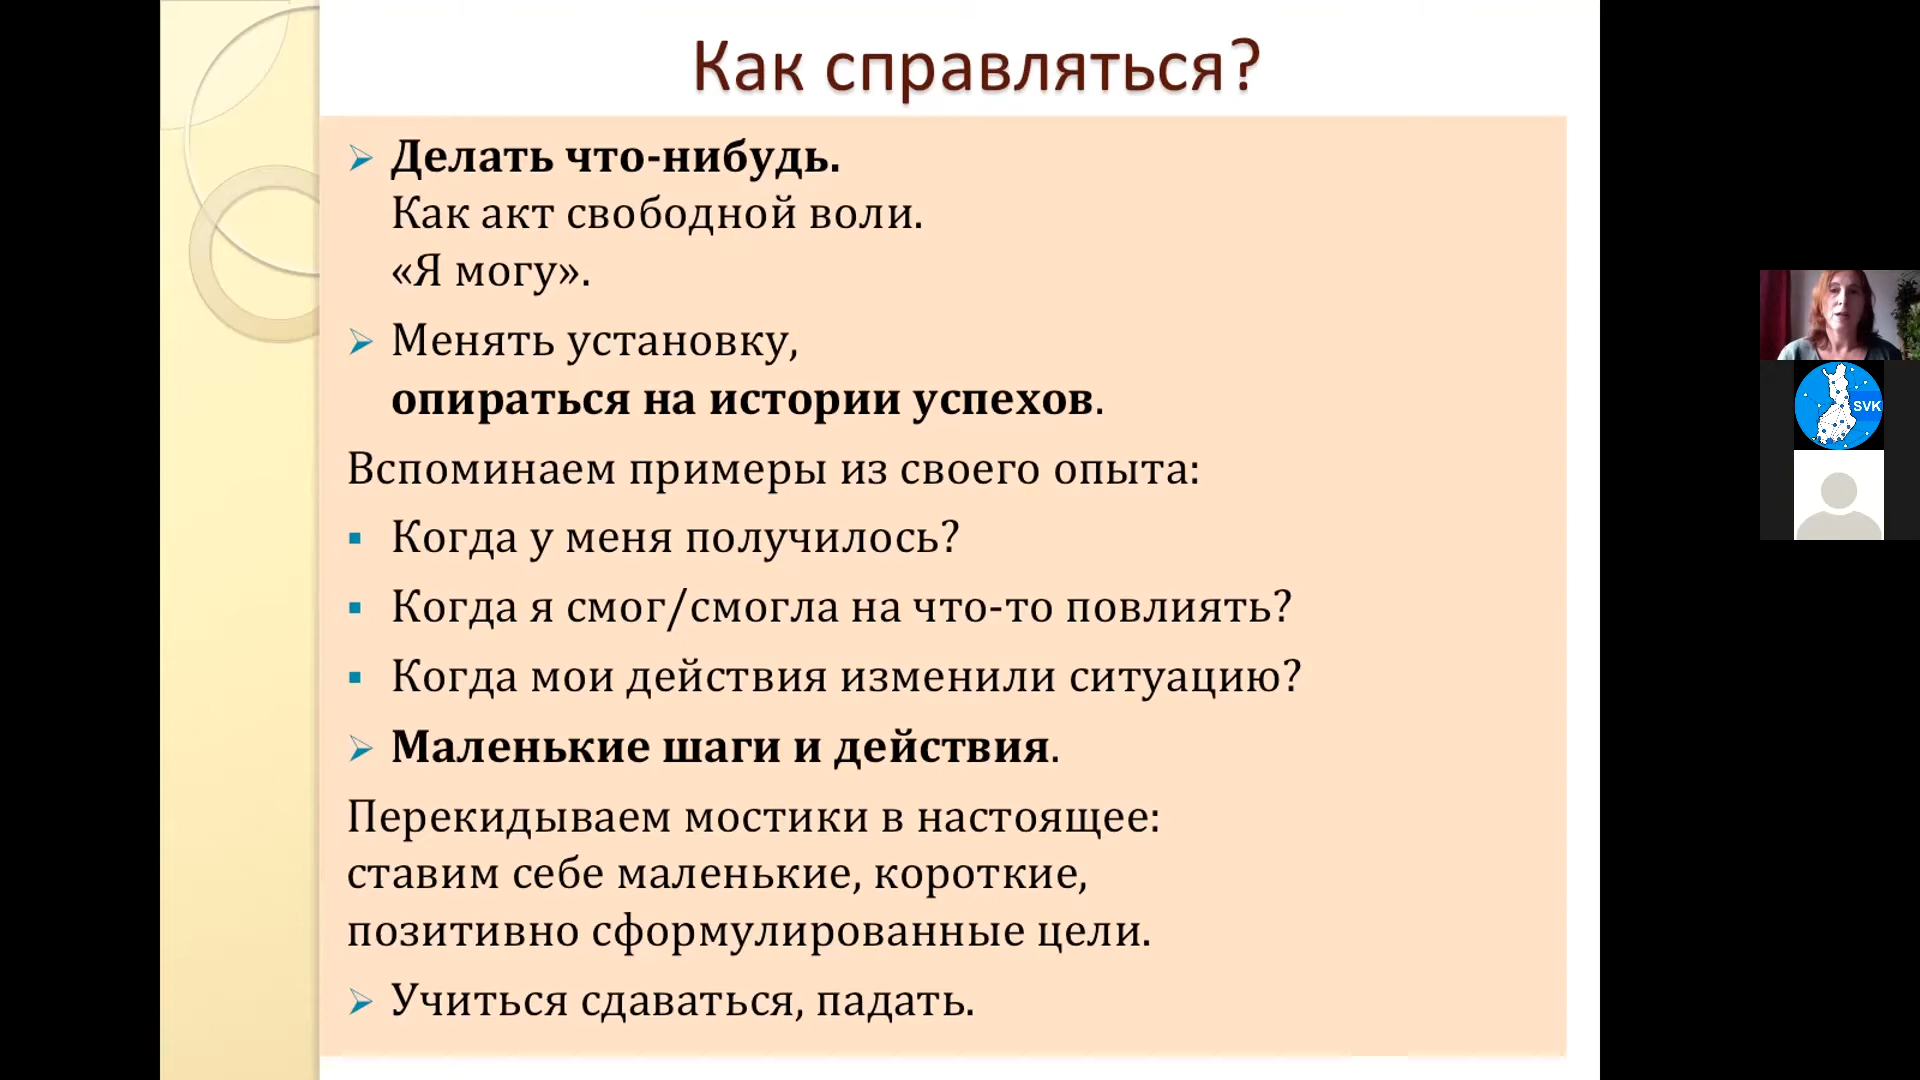 Как справляться?
Делать что-нибудь.
Как акт свободной воли.
«Я могу».
Менять установку,
опираться на истории успехов.
Вспоминаем примеры из своего опыта:
Когда у меня получилось?
Когда я смог/смогла на что-то повлиять?
Когда мои действия изменили ситуацию?
Маленькие шаги и действия.
Перекидываем мостики в настоящее:
ставим себе маленькие, короткие,
позитивно сформулированные цели.
Учиться сдаваться, падать.
SVK